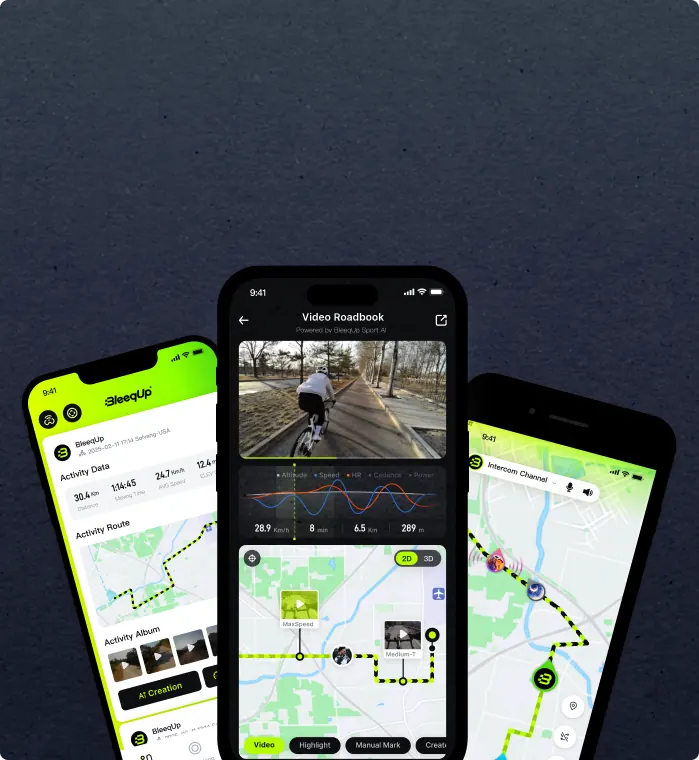 9:41
Video Roadbook
Powered by BleeqUp Sport AI
Altitude Speed HR Cadence Power
28.9 Km/h 8 min 6.5 Km 289 m
2D 3D
MaxSpeed
Medium-T
Video Highlight Manual Mark Create
9:41
BleeqUp
BleeqUp
2025-02-11 17:14 Solvang·USA
Activity Data
30.4 Km 1:14:45 24.7 Km/h 12.4
Distance Moving Time AVG Speed
Activity Route
Activity Album
AI Creation
BleeqUp
9:41
Intercom Channel